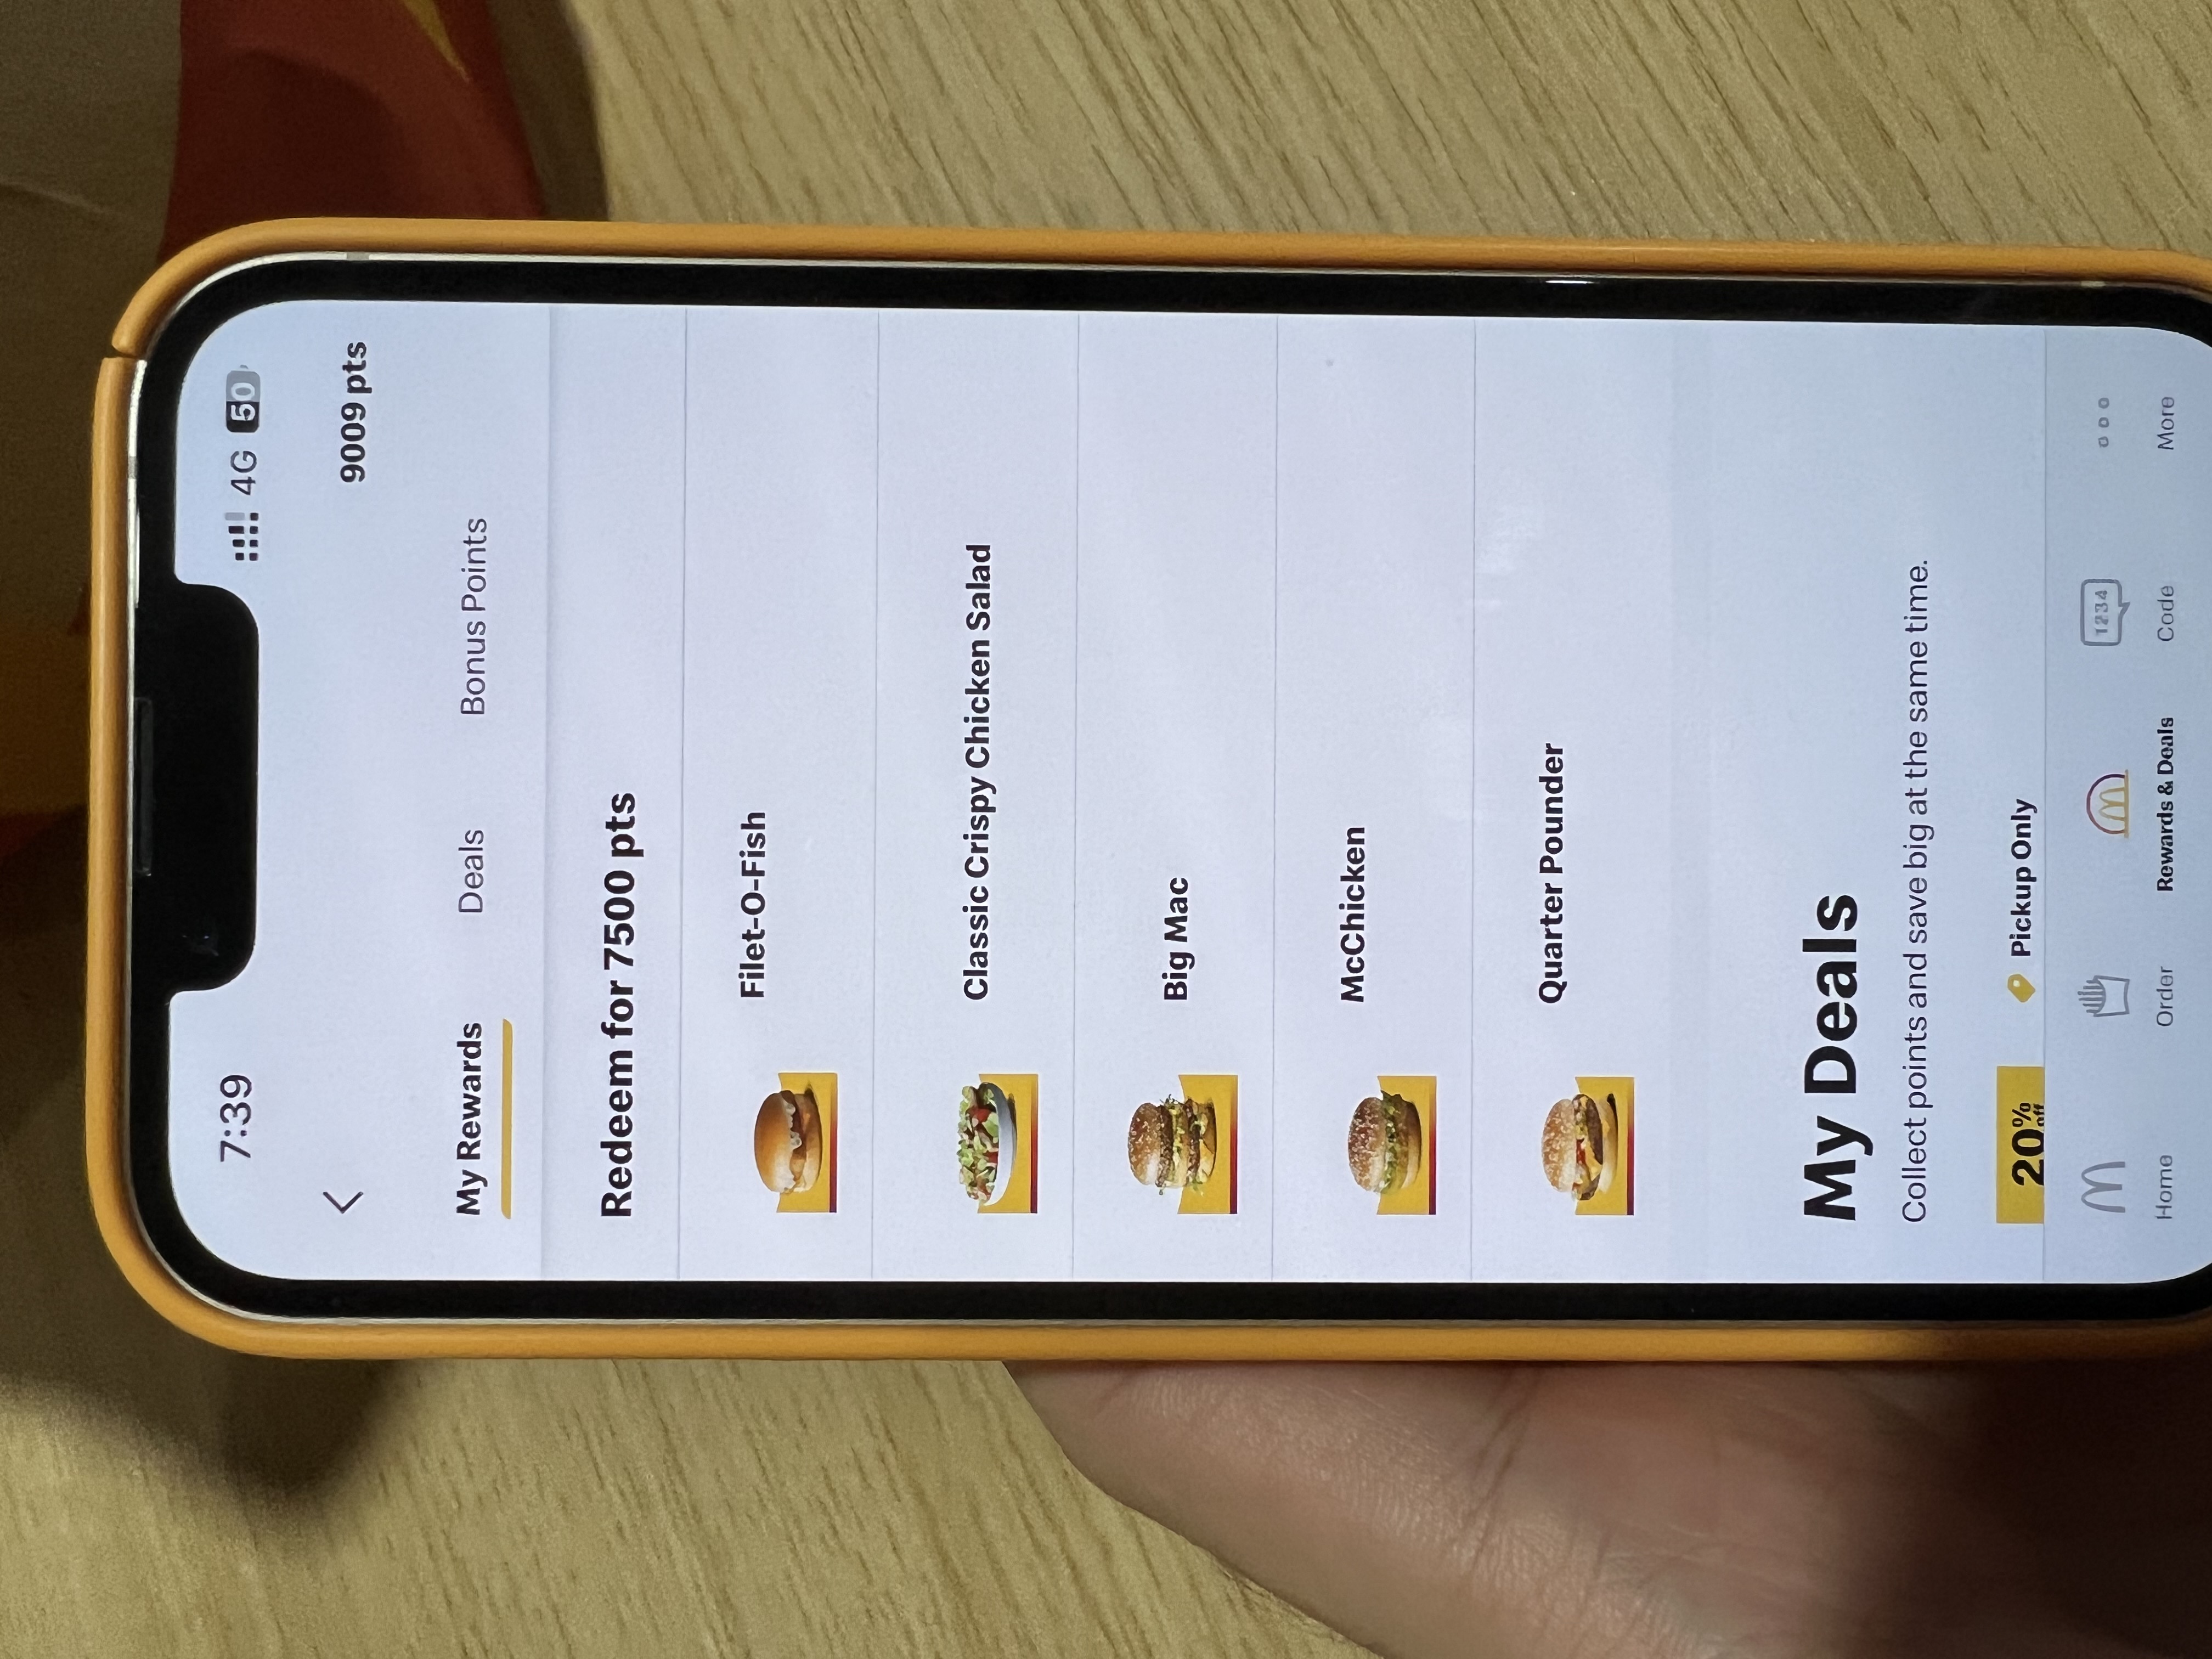 7:39
4G 50
9009 pts
My Rewards Deals Bonus Points
Redeem for 7500 pts
Filet-O-Fish
Classic Crispy Chicken Salad
Big Mac
McChicken
Quarter Pounder
My Deals
Collect points and save big at the same time.
20% off
Pickup Only
1234
Home Order Rewards & Deals Code More